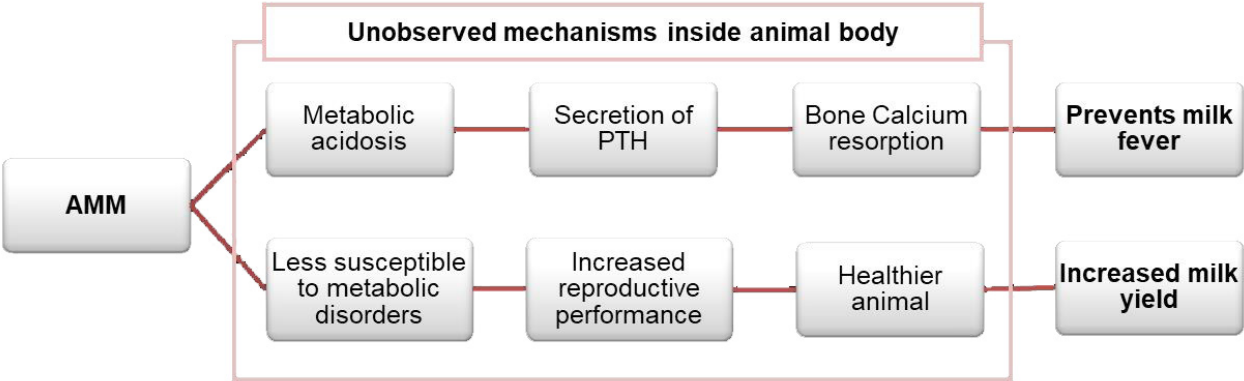 Unobserved mechanisms inside animal body
Metabolic
acidosis
Secretion of
PTH
Bone Calcium
resorption
Prevents milk
fever
AMM
Less susceptible
to metabolic
disorders
Increased
reproductive
performance
Healthier
animal
Increased milk
yield